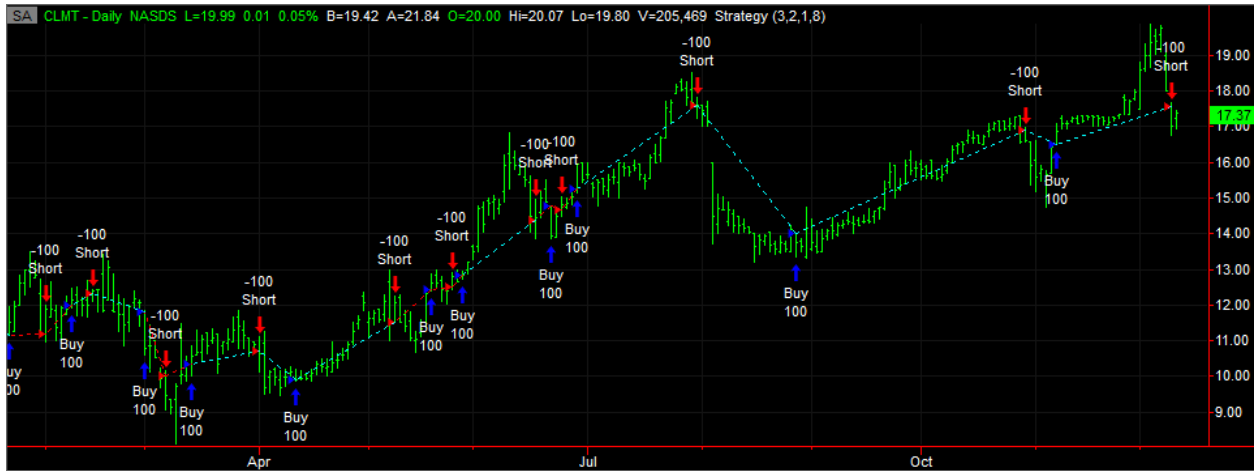 SA CLMT - Daily NASDS L=19.99 0.01 0.05% B=19.42 A=21.84 O=20.00 Hi=20.07 Lo=19.80 V=205,469 Strategy (3,2,1,8)
-100
Short
19.00
-100
Short
18.00
-100
Short
17.37
17.00
-100
Short
-100
Short
16.00
Buy
100
15.00
Buy
100
14.00
-100
Short
-100
Short
-100
Short
-100
Short
Buy
100
13.00
-100
Short
Buy
100
12.00
-100
Short
Buy
100
Buy
100
Buy
100
11.00
10.00
Buy
100
Buy
100
Buy
100
9.00
Apr
Jul
Oct